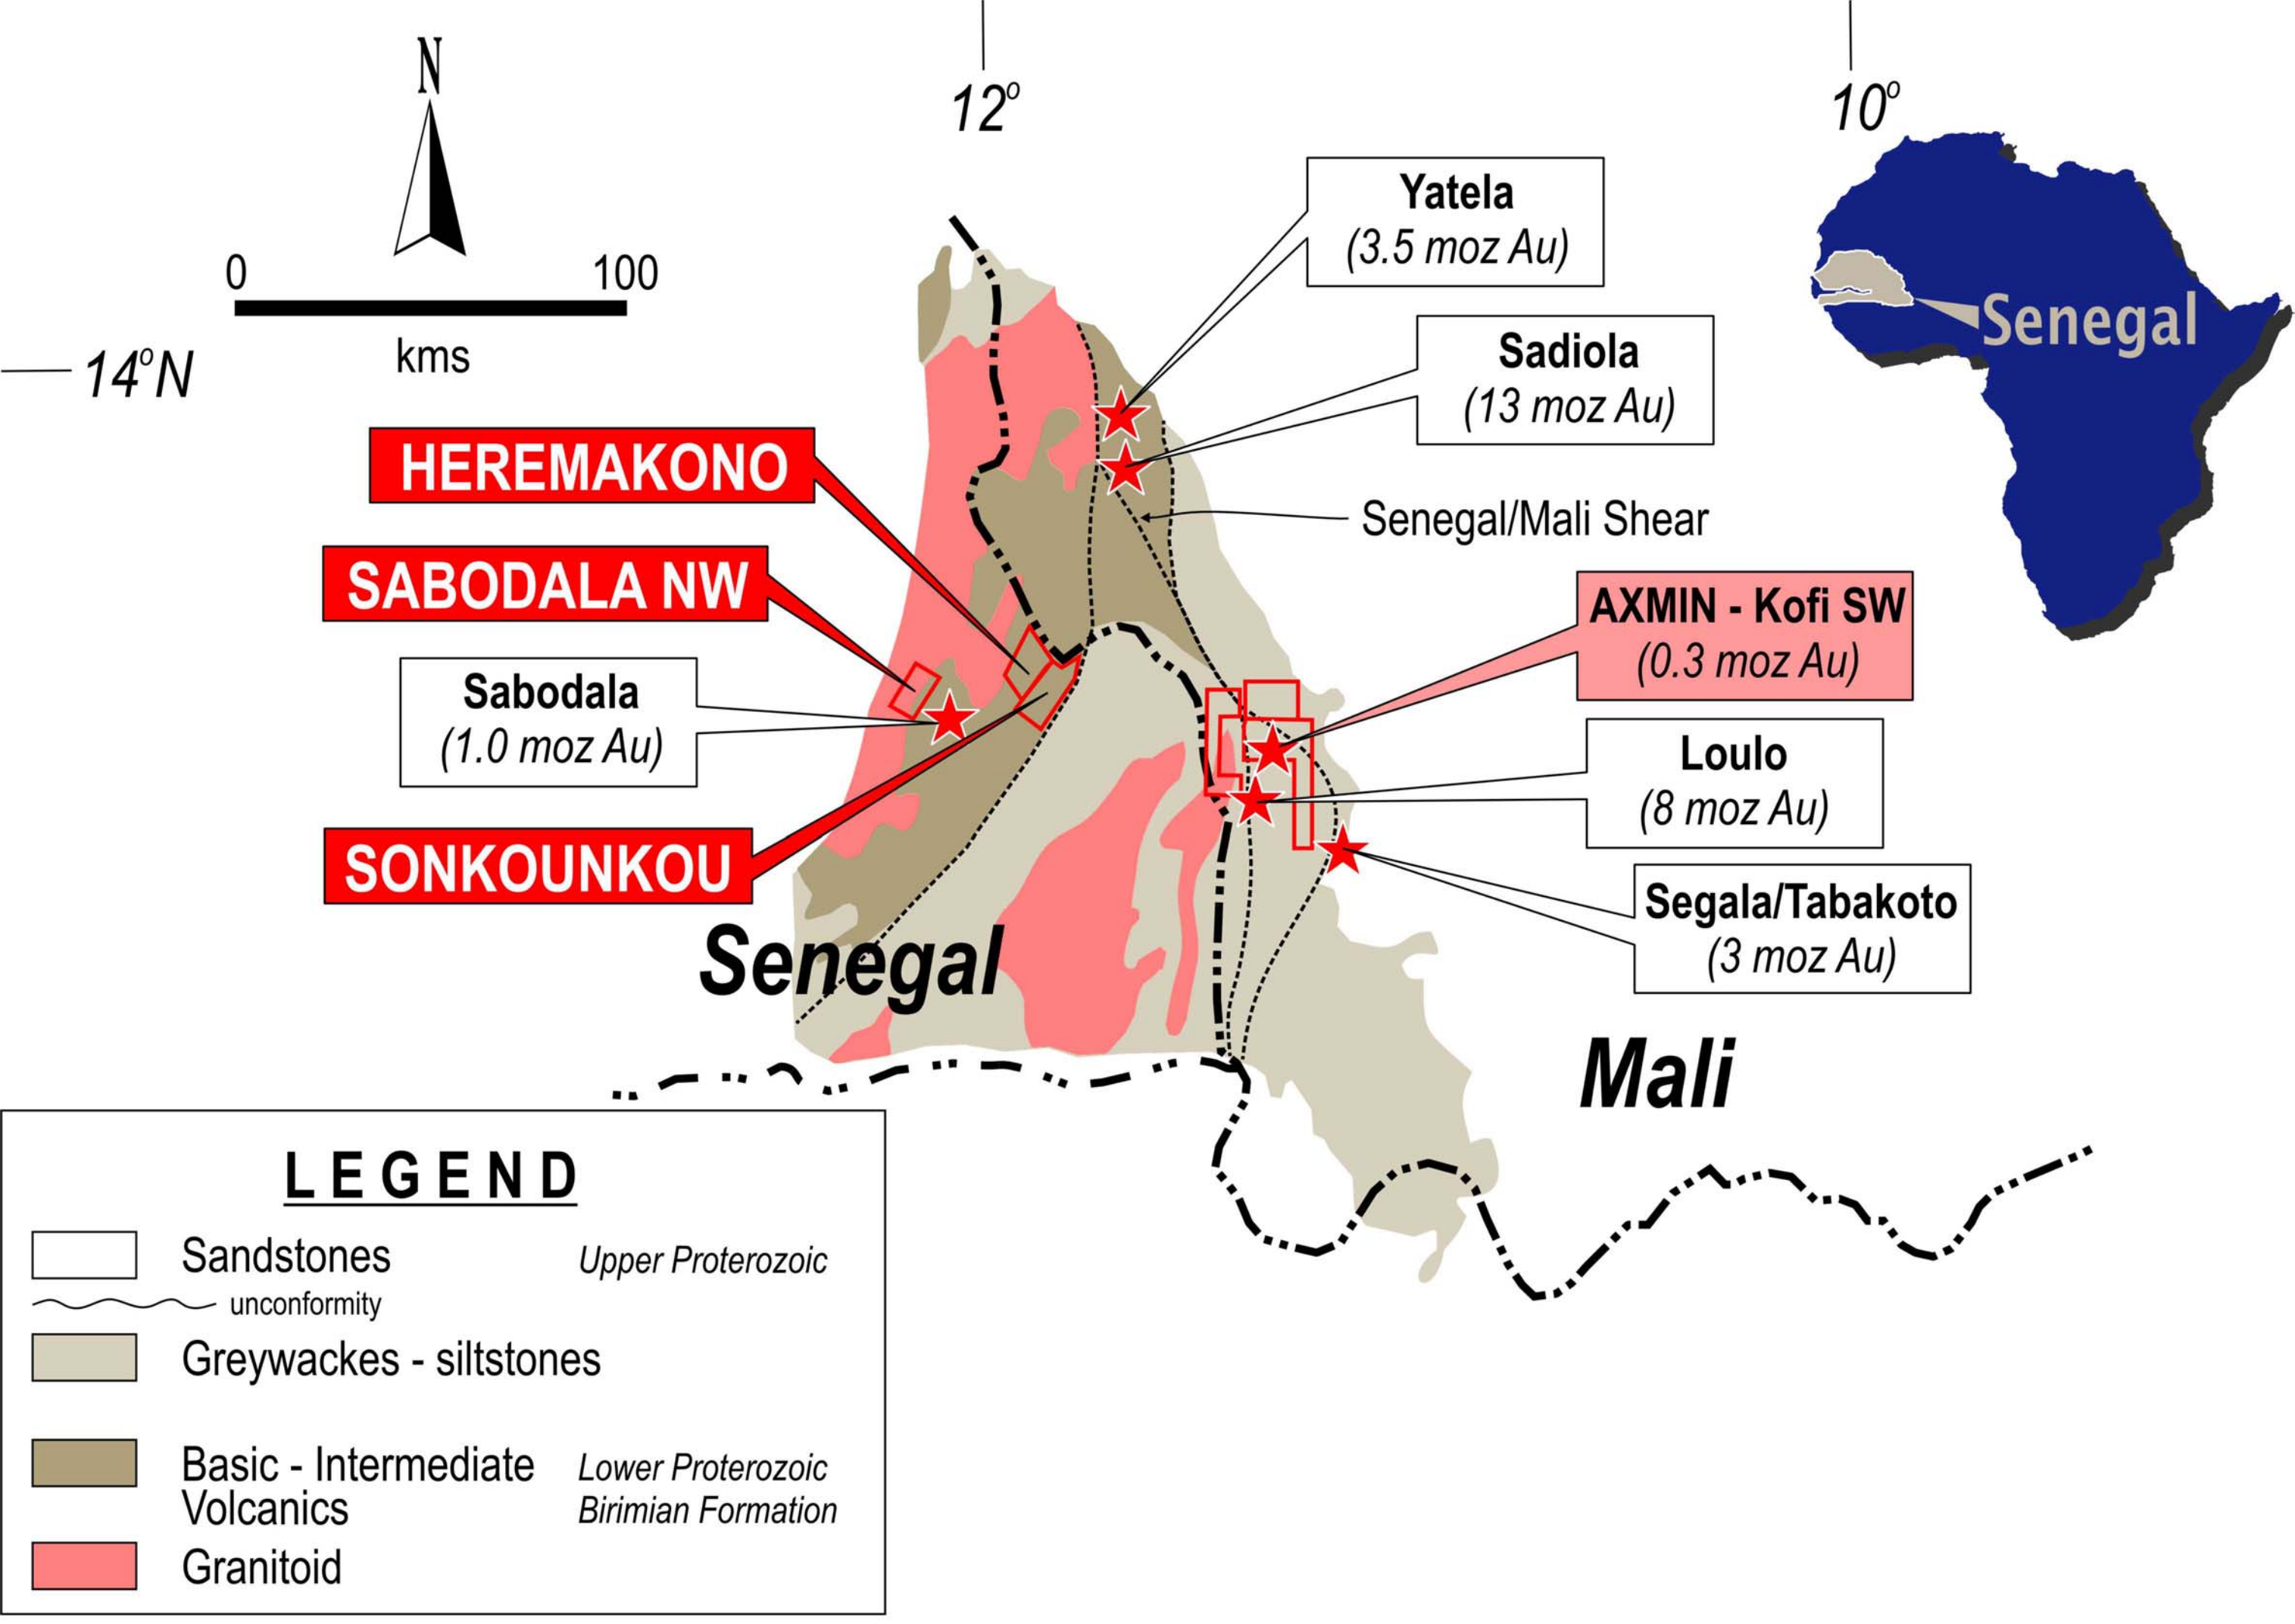 N
12°
10°
0 100
kms
14°N
Yatela
(3.5 moz Au)
Sadiola
(13 moz Au)
Senegal
HEREMAKONO
Senegal/Mali Shear
SABODALA NW
AXMIN - Kofi SW
(0.3 moz Au)
Sabodala
(1.0 moz Au)
Loulo
(8 moz Au)
SONKOUNKOU
Segala/Tabakoto
(3 moz Au)
Senegal
Mali
LEGEND
Sandstones Upper Proterozoic
unconformity
Greywackes - siltstones
Basic - Intermediate Lower Proterozoic
Volcanics Birimian Formation
Granitoid